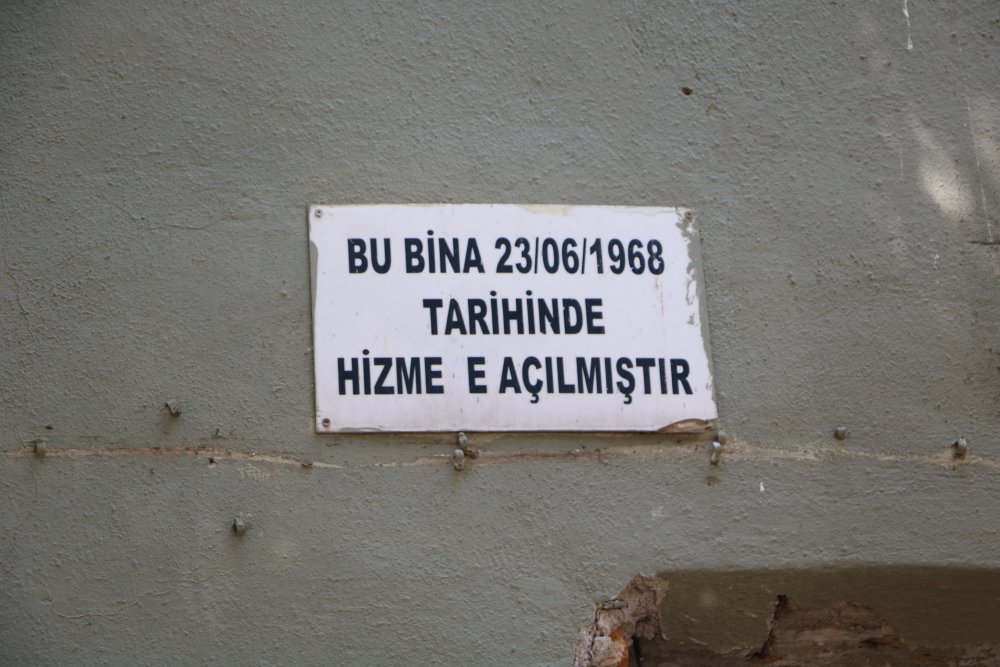 BU BİNA 23/06/1968
TARİHİNDE
HİZME E AÇILMIŞTIR